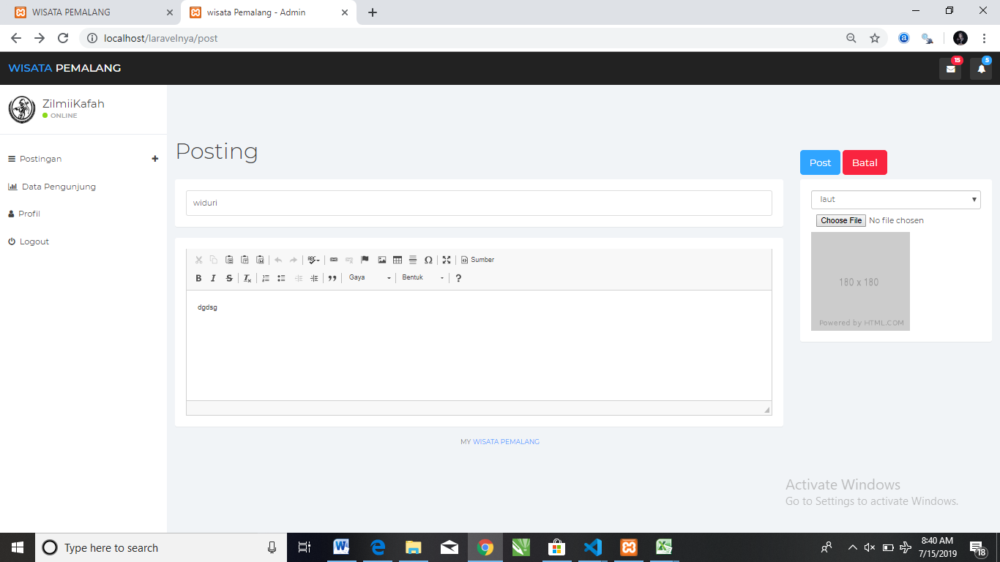 WISATA PEMALANG
wisata Pemalang - Admin
localhost/laravelnya/post
WISATA PEMALANG
15
5
ZilmiiKafah
ONLINE
Postingan
Data Pengunjung
Profil
Logout
Posting
Post Batal
widuri
laut
Choose File No file chosen
180 x 180
Powered by HTML.COM
ABC
Sumber
B I S Tx
Gaya
Bentuk
?
dgdsg
MY WISATA PEMALANG
Activate Windows
Go to Settings to activate Windows.
Type here to search
8:40 AM
7/15/2019
18